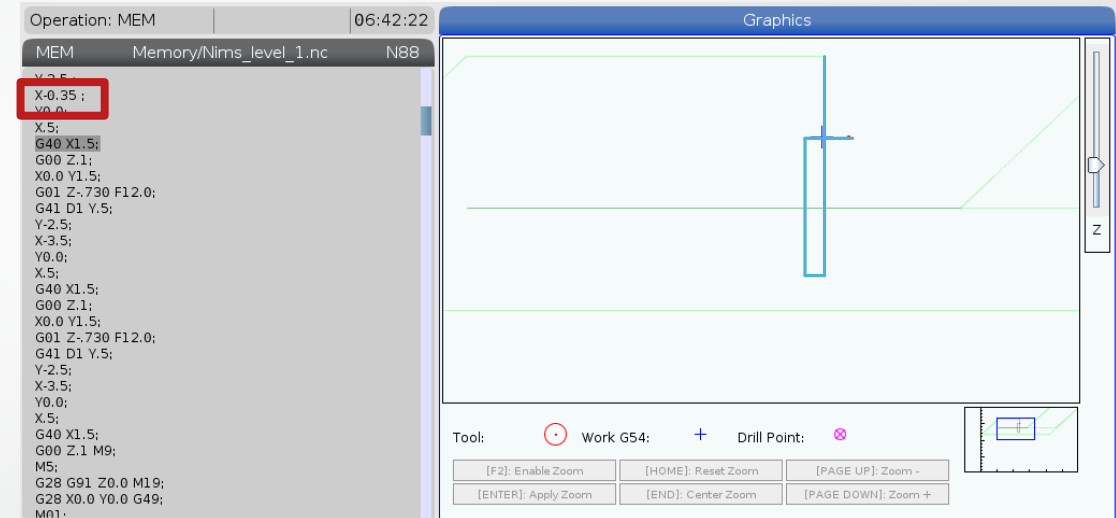 Operation: MEM 06:42:22
MEM Memory/Nims_level_1.nc N88
X-0.35 ;
Y0.0;
X.5;
G40 X1.5;
G00 Z.1;
X0.0 Y1.5;
G01 Z-.730 F12.0;
G41 D1 Y.5;
Y-2.5;
X-3.5;
Y0.0;
X.5;
G40 X1.5;
G00 Z.1;
X0.0 Y1.5;
G01 Z-.730 F12.0;
G41 D1 Y.5;
Y-2.5;
X-3.5;
Y0.0;
X.5;
G40 X1.5;
G00 Z.1 M9;
M5;
G28 G91 Z0.0 M19;
G28 X0.0 Y0.0 G49;
M01;
Graphics
Z
Tool: Work G54: Drill Point:
[F2]: Enable Zoom [HOME]: Reset Zoom [PAGE UP]: Zoom -
[ENTER]: Apply Zoom [END]: Center Zoom [PAGE DOWN]: Zoom +